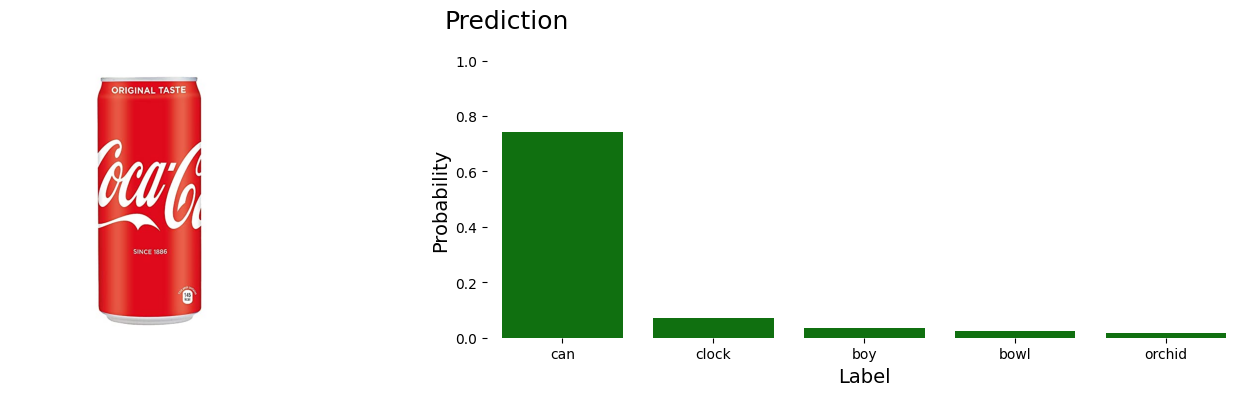 Prediction
ORIGINAL TASTE
Coca-Co
SINCE 1886
Probability
1.0
0.8
0.6
0.4
0.2
0.0
can
clock
boy
bowl
orchid
Label